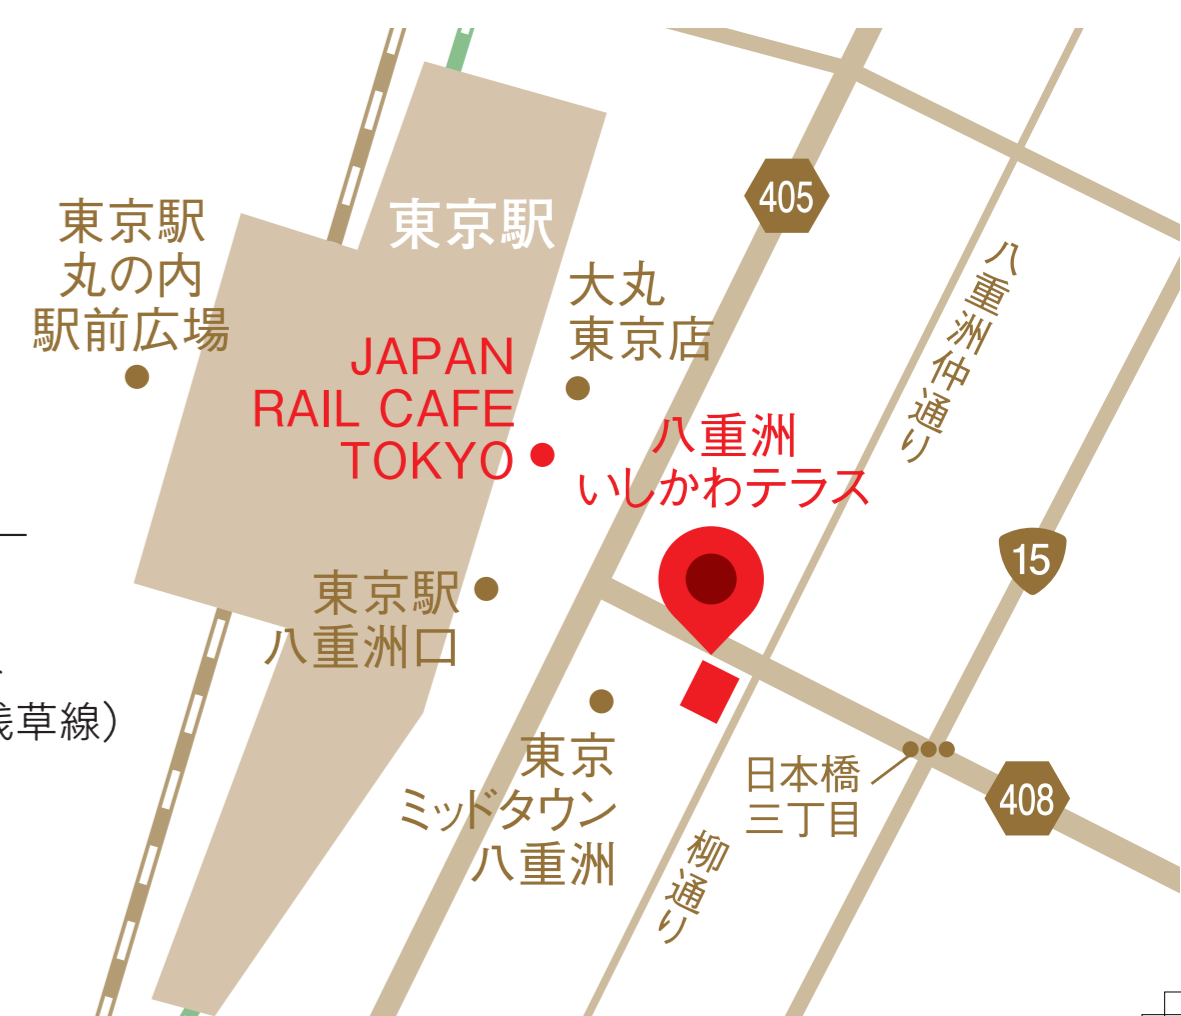 東京駅
405
東京駅
丸の内
駅前広場
大丸
東京店
八重洲仲通り
JAPAN
RAIL CAFE
TOKYO
八重洲
いしかわテラス
15
東京駅
八重洲口
浅草線）
東京
ミッドタウン
八重洲
日本橋
三丁目
408
柳通り